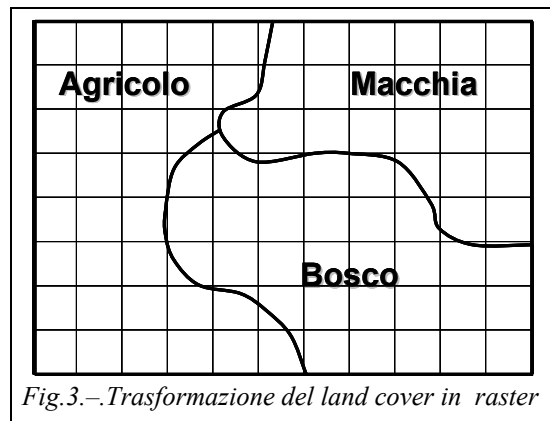 Agricolo
Macchia
Bosco
Fig.3.–.Trasformazione del land cover in raster